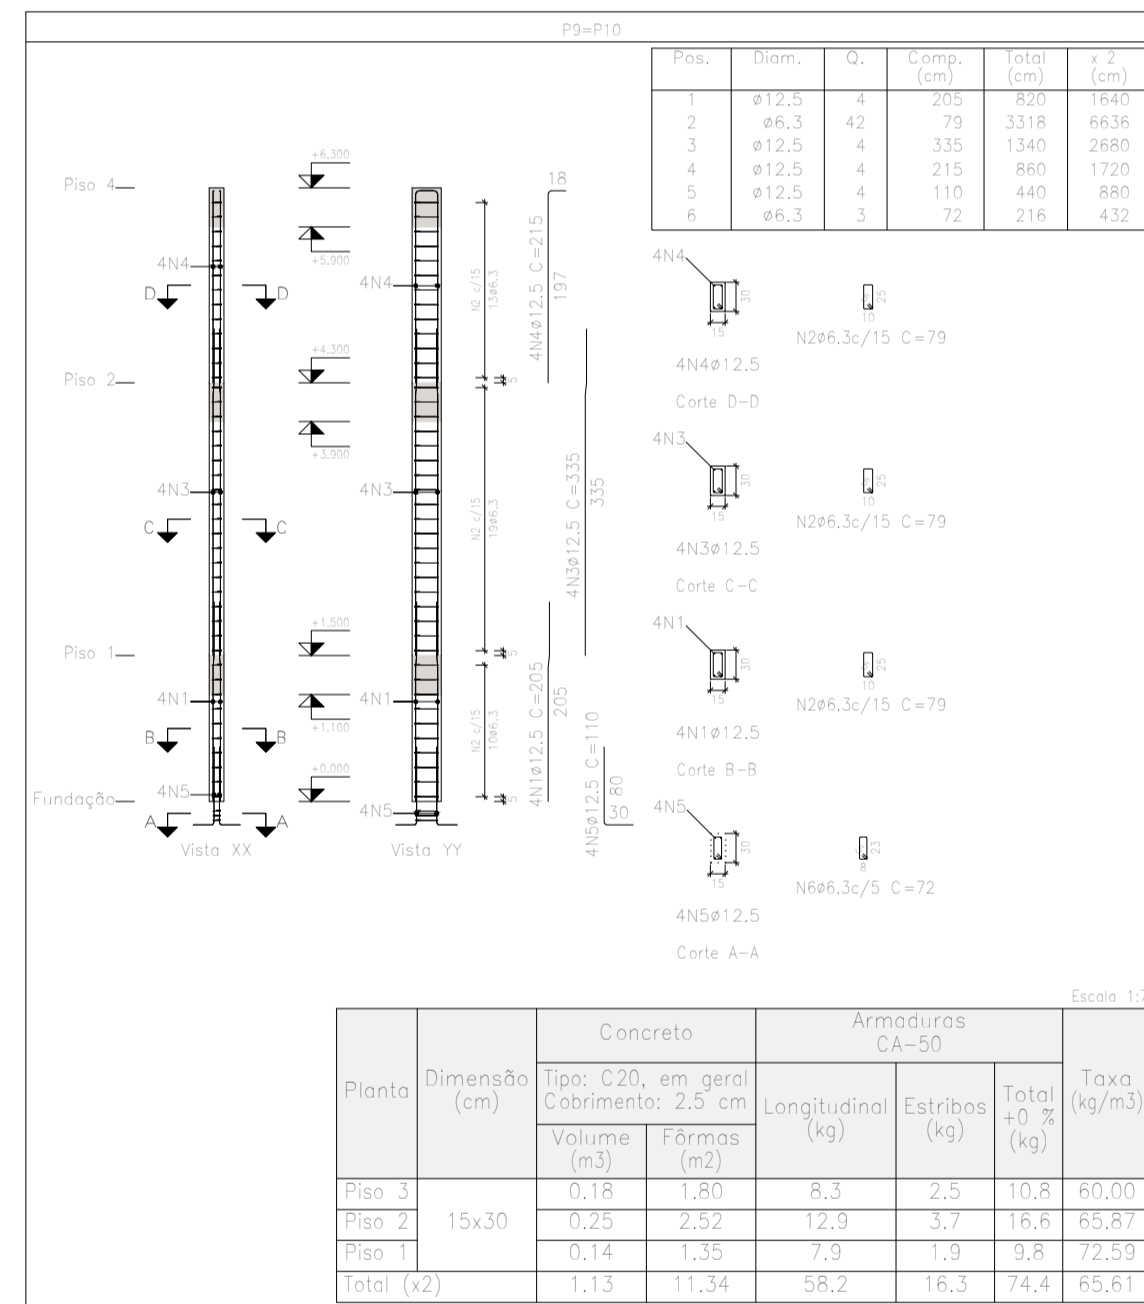 P9=P10
Pos. Diam. Q. Comp. (cm) Total (cm) x 2 (cm)
1 ø12.5 4 205 820 1640
2 ø6.3 42 79 3318 6636
3 ø12.5 4 335 1340 2680
4 ø12.5 4 215 860 1720
5 ø12.5 4 110 440 880
6 ø6.3 3 72 216 432
Piso 4
+6.300
+5.900
4N4
4N4
D D
N2 c/15
13ø6.3
5
18
4N4ø12.5 C=215
197
Piso 2
+4.300
+3.900
4N3
4N3
C C
N2 c/15
19ø6.3
5
4N3ø12.5 C=335
335
Piso 1
+1.500
+1.100
4N1
4N1
B B
N2 c/15
10ø6.3
5
4N1ø12.5 C=205
205
Fundação
+0.000
4N5
4N5
A A
4N5ø12.5 C=110
80
30
Vista XX
Vista YY
4N4
30
15
25
10
N2ø6.3c/15 C=79
4N4ø12.5
Corte D-D
4N3
30
15
25
10
N2ø6.3c/15 C=79
4N3ø12.5
Corte C-C
4N1
30
15
25
10
N2ø6.3c/15 C=79
4N1ø12.5
Corte B-B
4N5
30
15
23
8
N6ø6.3c/5 C=72
4N5ø12.5
Corte A-A
Escala 1:7
Planta Dimensão (cm) Concreto Armaduras CA-50 Taxa (kg/m3)
Tipo: C20, em geral
Cobrimento: 2.5 cm
Longitudinal (kg) Estribos (kg) Total +0 % (kg)
Volume (m3) Fôrmas (m2)
Piso 3 15x30 0.18 1.80 8.3 2.5 10.8 60.00
Piso 2 0.25 2.52 12.9 3.7 16.6 65.87
Piso 1 0.14 1.35 7.9 1.9 9.8 72.59
Total (x2) 1.13 11.34 58.2 16.3 74.4 65.61